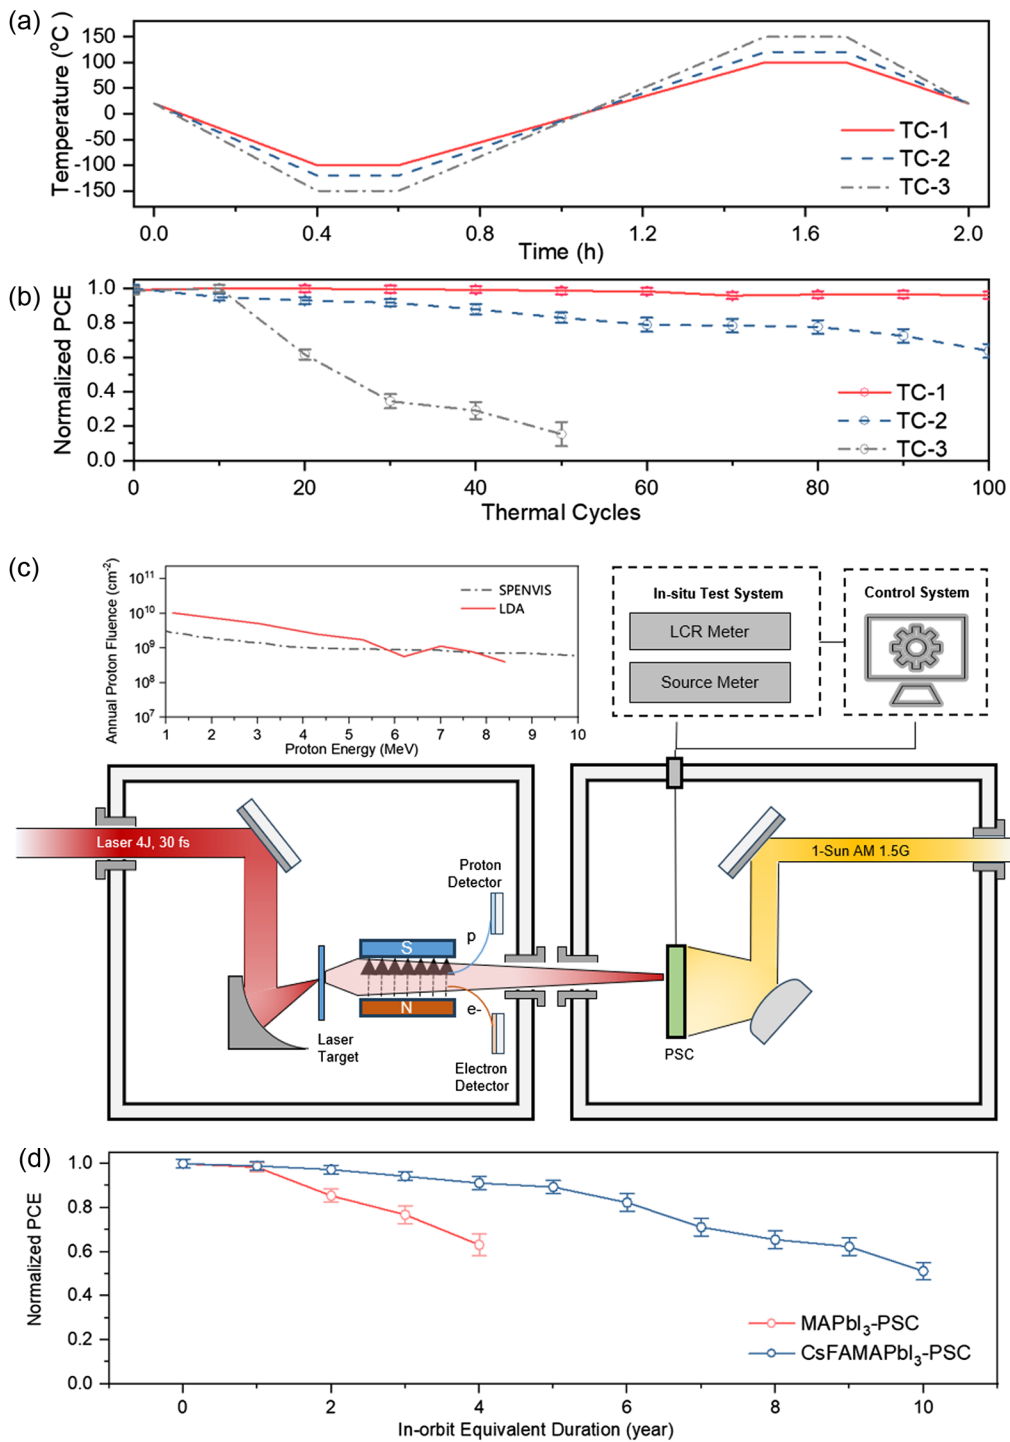 (a)
Temperature (°C)
150
100
50
0
-50
-100
-150
TC-1
TC-2
TC-3
0.0
0.4
0.8
1.2
1.6
2.0
Time (h)
(b)
Normalized PCE
1.0
0.8
0.6
0.4
0.2
0.0
TC-1
TC-2
TC-3
0
20
40
60
80
100
Thermal Cycles
(c)
Annual Proton Fluence (cm⁻²)
10¹¹
10¹⁰
10⁹
10⁸
10⁷
SPENVIS
LDA
1
2
3
4
5
6
7
8
9
10
Proton Energy (MeV)
In-situ Test System
LCR Meter
Source Meter
Control System
Laser 4J, 30 fs
Proton
Detector
p
S
N
e-
Laser
Target
Electron
Detector
1-Sun AM 1.5G
PSC
(d)
Normalized PCE
1.0
0.8
0.6
0.4
0.2
0.0
MAPbI₃-PSC
CsFAMAPbI₃-PSC
0
2
4
6
8
10
In-orbit Equivalent Duration (year)